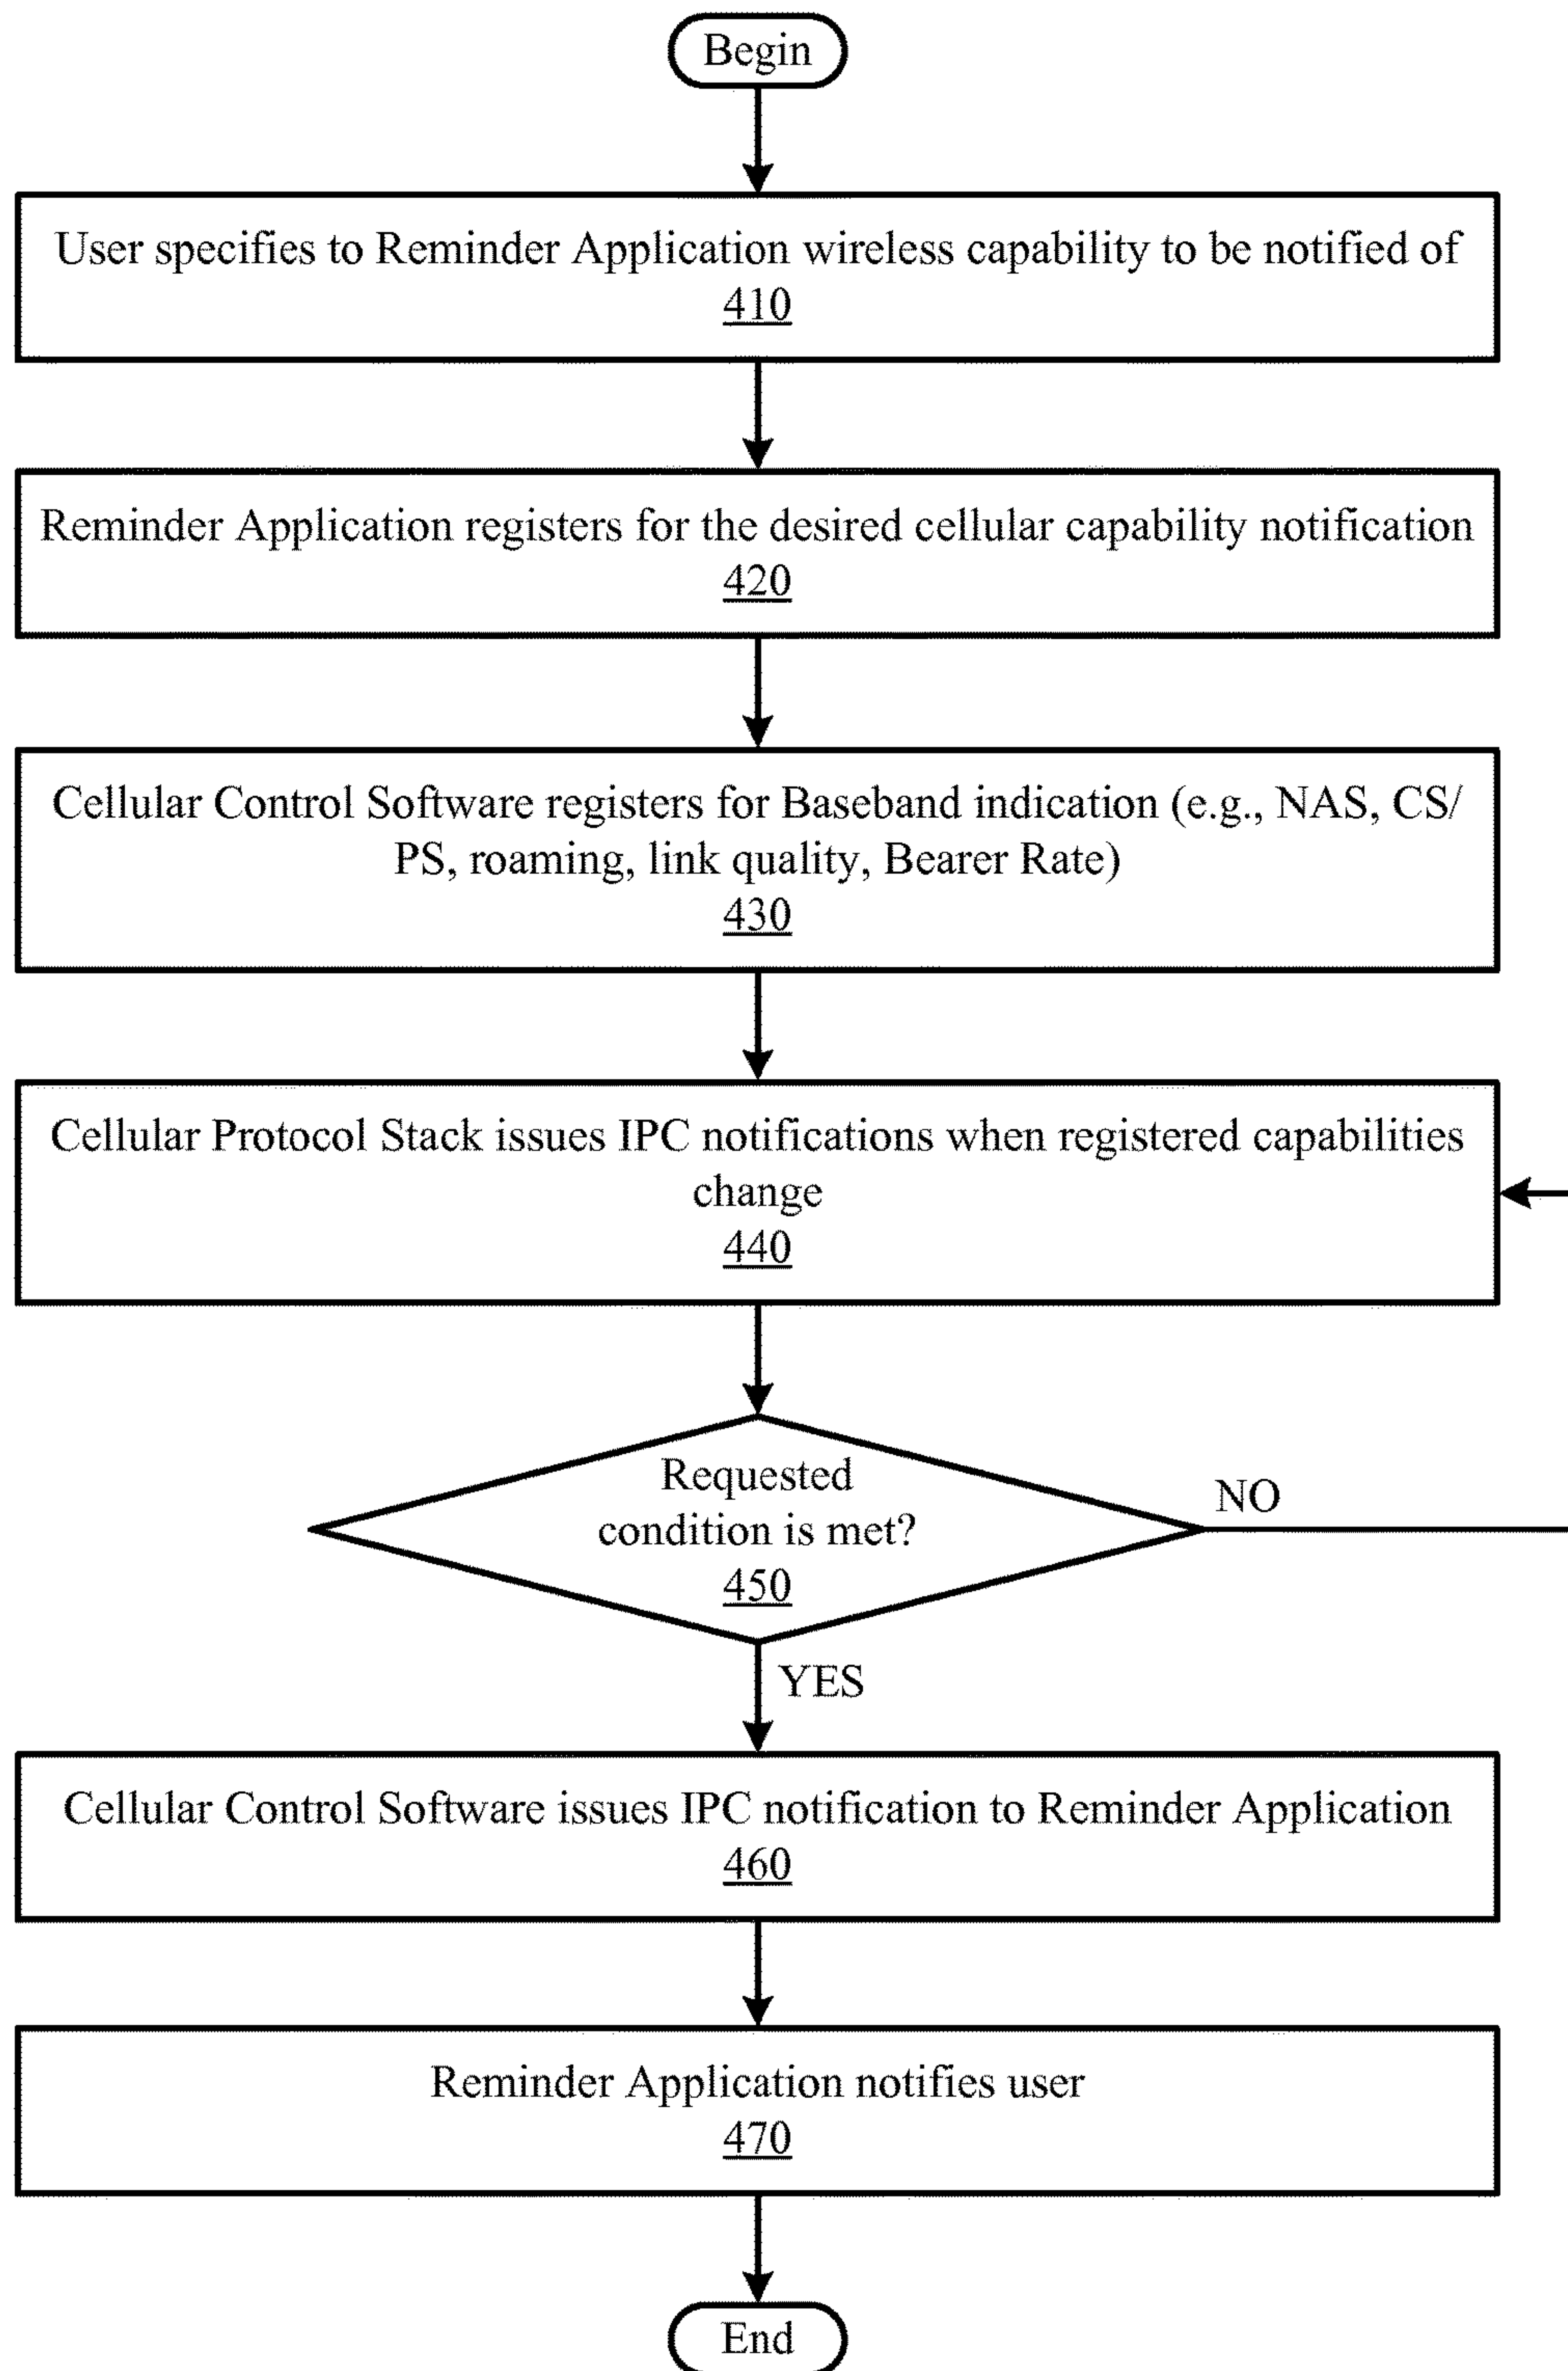 Begin
User specifies to Reminder Application wireless capability to be notified of
410
Reminder Application registers for the desired cellular capability notification
420
Cellular Control Software registers for Baseband indication (e.g., NAS, CS/
PS, roaming, link quality, Bearer Rate)
430
Cellular Protocol Stack issues IPC notifications when registered capabilities
change
440
Requested
condition is met?
450
NO
YES
Cellular Control Software issues IPC notification to Reminder Application
460
Reminder Application notifies user
470
End